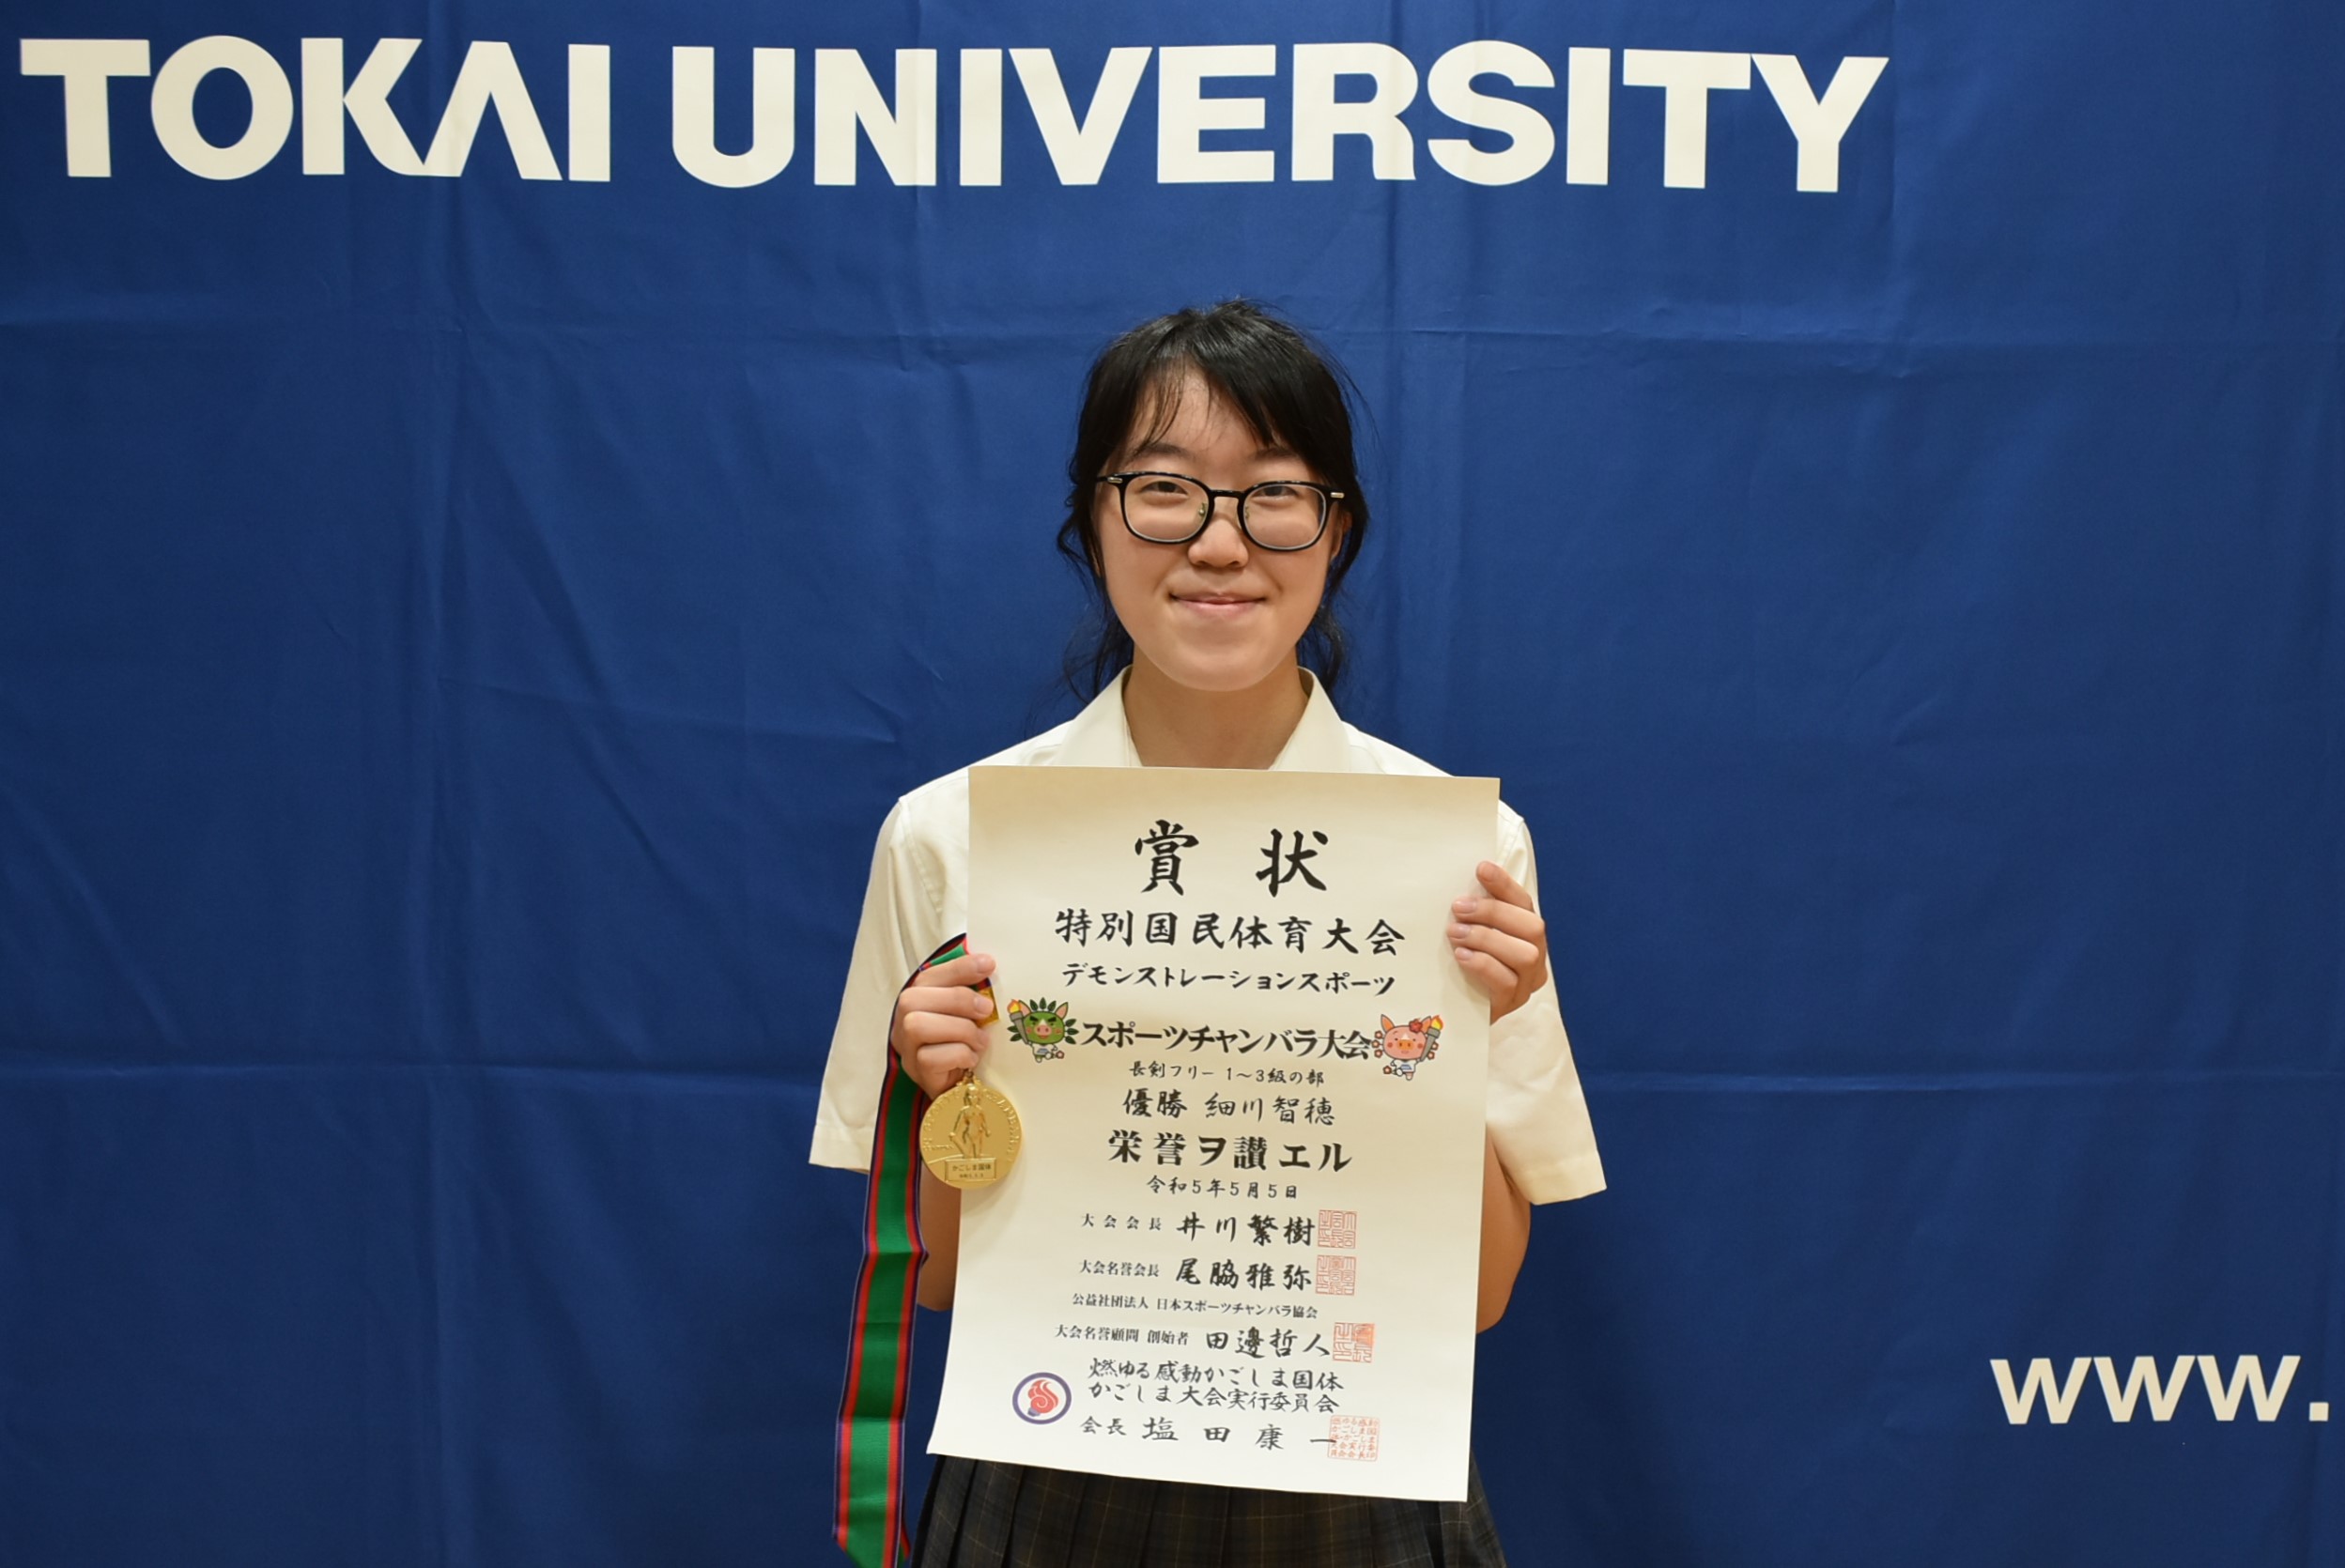 TOKAI UNIVERSITY
賞状
特別国民体育大会
デモンストレーションスポーツ
スポーツチャンバラ大会
長剣フリー 1〜3級の部
優勝 細川智穂
栄誉ヲ讃エル
令和5年5月5日
大会会長 井川繁樹
大会名誉会長 尾脇雅弥
公益社団法人 日本スポーツチャンバラ協会
大会名誉顧問 創始者 田邊哲人
燃ゆる感動かごしま国体
かごしま大会実行委員会
会長 塩田康一
かごしま国体
www.